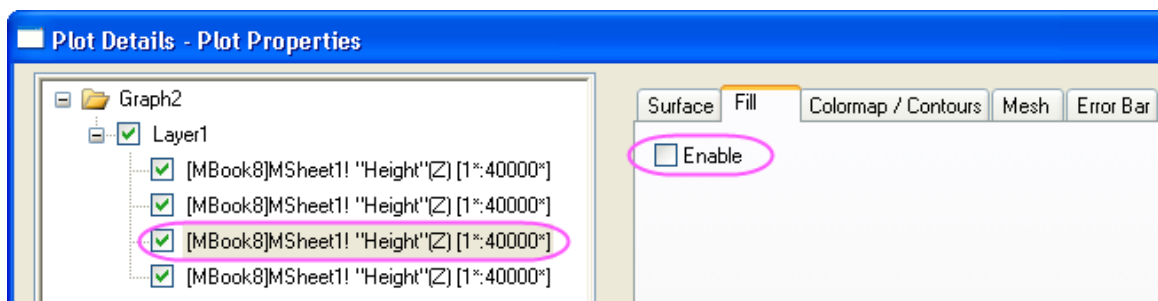 Plot Details - Plot Properties
Graph2
Layer1
[MBook8]MSheet1! "Height"(Z) [1*:40000*]
[MBook8]MSheet1! "Height"(Z) [1*:40000*]
[MBook8]MSheet1! "Height"(Z) [1*:40000*]
[MBook8]MSheet1! "Height"(Z) [1*:40000*]
Surface Fill Colormap / Contours Mesh Error Bar
Enable